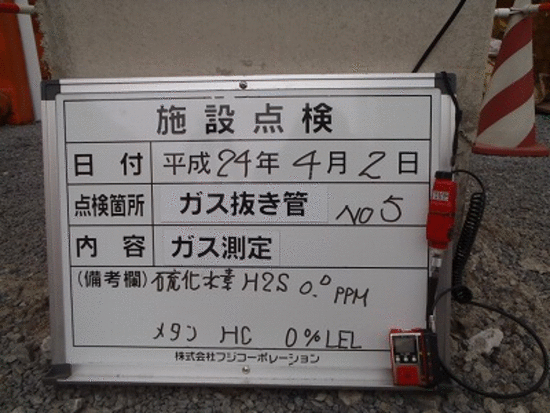 施設点検
日付 平成24年4月2日
点検箇所 ガス抜き管 NO5
内容 ガス測定
(備考欄) 硫化水素 H2S 0.0 PPM
メタン HC 0%LEL
株式会社フジコーポレーション